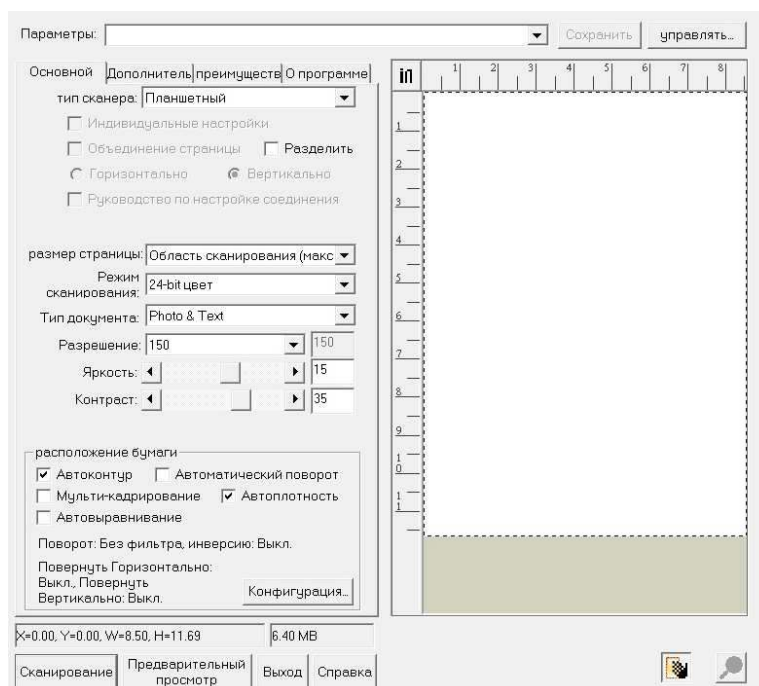 Параметры: Сохранить управлять...
Основной Дополнитель преимуществ О программе
тип сканера: Планшетный
Индивидуальные настройки
Объединение страницы Разделить
Горизонтально Вертикально
Руководство по настройке соединения
размер страницы: Область сканирования (макс
Режим
сканирования: 24-bit цвет
Тип документа: Photo & Text
Разрешение: 150 150
Яркость: 15
Контраст: 35
расположение бумаги
Автоконтур Автоматический поворот
Мульти-кадрирование Автоплотность
Автовыравнивание
Поворот: Без фильтра, инверсию: Выкл.
Повернуть Горизонтально:
Выкл., Повернуть
Вертикально: Выкл.
Конфигурация...
X=0.00, Y=0.00, W=8.50, H=11.69 6.40 MB
Сканирование Предварительный
просмотр Выход Справка
in 1 2 3 4 5 6 7 8
1
2
3
4
5
6
7
8
9
10
11